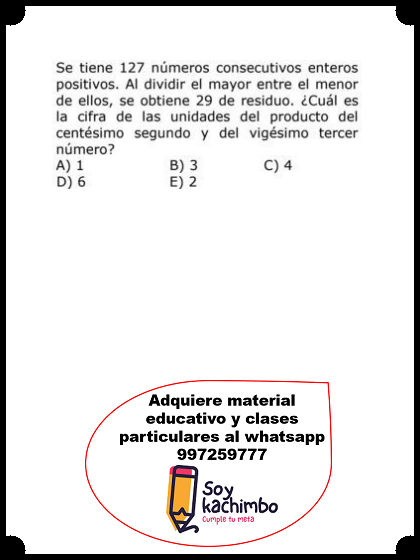 Se tiene 127 números consecutivos enteros
positivos. Al dividir el mayor entre el menor
de ellos, se obtiene 29 de residuo. ¿Cuál es
la cifra de las unidades del producto del
centésimo segundo y del vigésimo tercer
número?
A) 1 B) 3 C) 4
D) 6 E) 2
Adquiere material
educativo y clases
particulares al whatsapp
997259777
Soy
kachimbo
Cumple tu meta